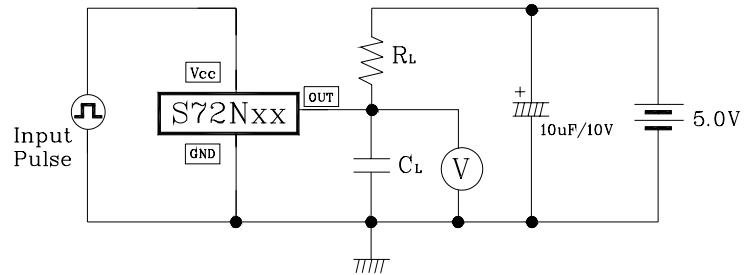 Vcc
RL
OUT
S72Nxx
+
10uF/10V
5.0V
Input
Pulse
GND
CL
V